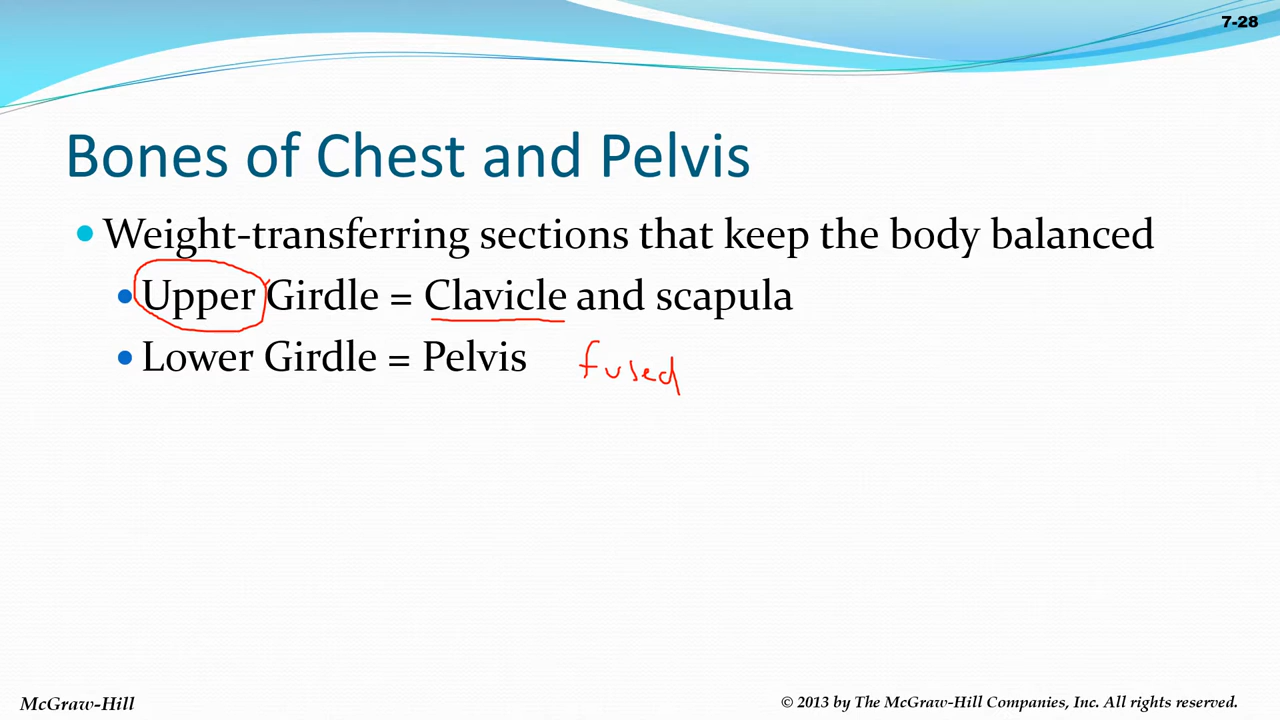 7-28
Bones of Chest and Pelvis
• Weight-transferring sections that keep the body balanced
• Upper Girdle = Clavicle and scapula
• Lower Girdle = Pelvis fused
McGraw-Hill © 2013 by The McGraw-Hill Companies, Inc. All rights reserved.